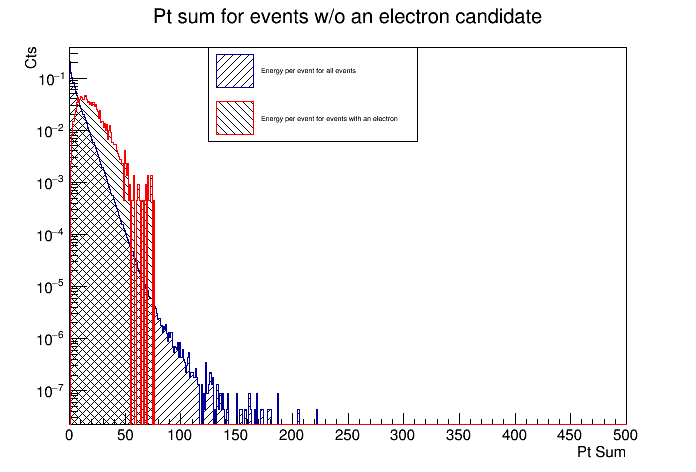 Pt sum for events w/o an electron candidate
Cts
Energy per event for all events
Energy per event for events with an electron
10⁻¹
10⁻²
10⁻³
10⁻⁴
10⁻⁵
10⁻⁶
10⁻⁷
0 50 100 150 200 250 300 350 400 450 500
Pt Sum